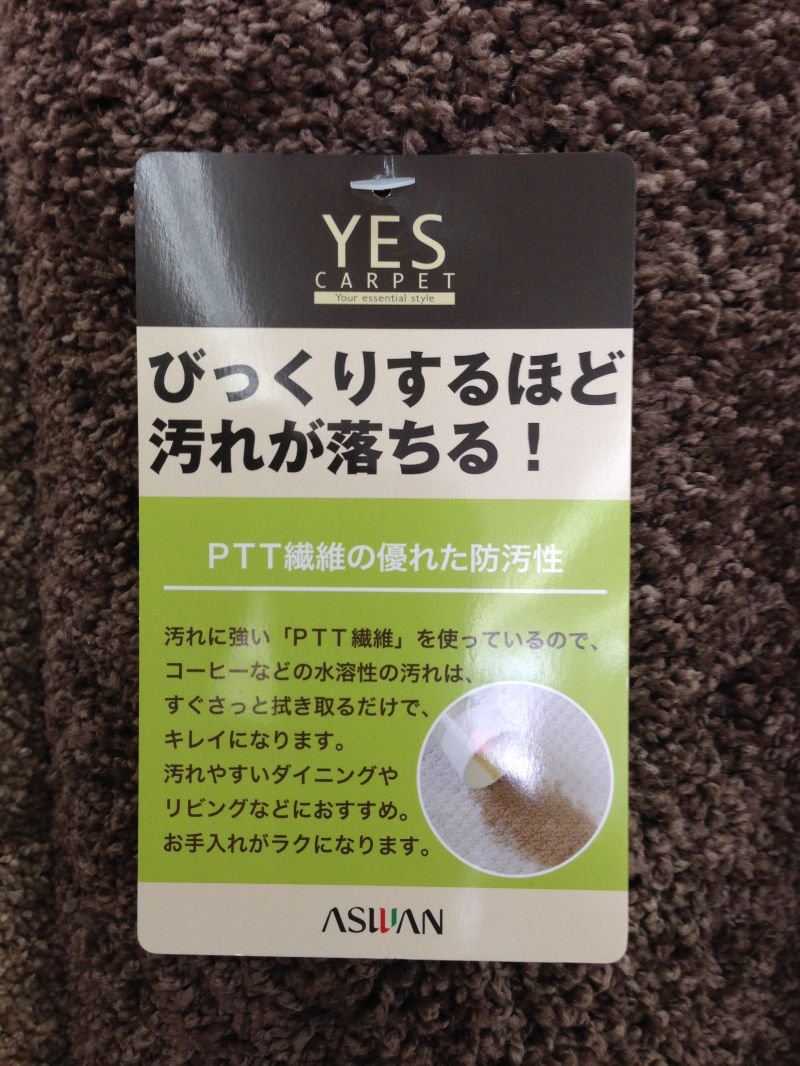 YES
CARPET
Your essential style
びっくりするほど
汚れが落ちる！
PTT繊維の優れた防汚性
汚れに強い「PTT繊維」を使っているので、
コーヒーなどの水溶性の汚れは、
すぐさっと拭き取るだけで、
キレイになります。
汚れやすいダイニングや
リビングなどにおすすめ。
お手入れがラクになります。
ASWAN